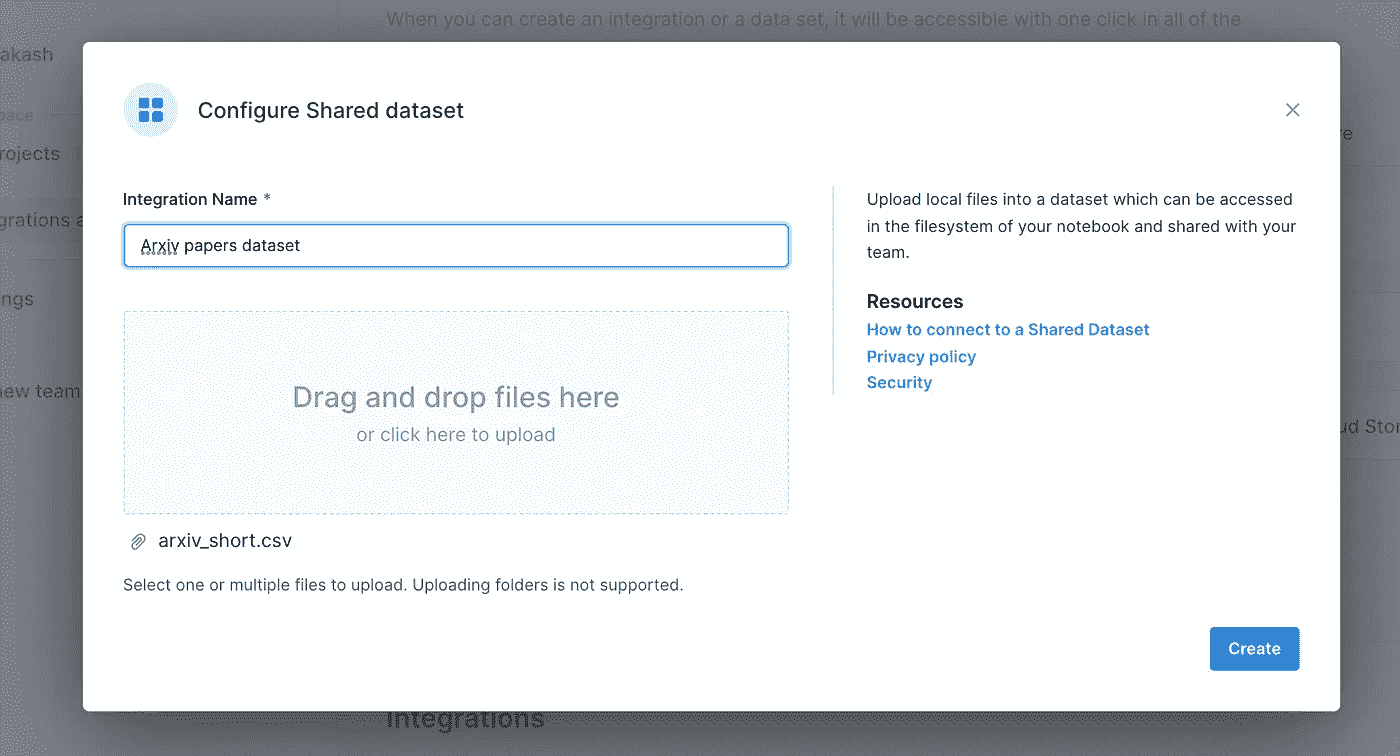 When you can create an integration or a data set, it will be accessible with one click in all of the
akash
pace
rojects
grations a
ngs
new team
Configure Shared dataset
Integration Name *
Arxiv papers dataset
Drag and drop files here
or click here to upload
arxiv_short.csv
Select one or multiple files to upload. Uploading folders is not supported.
Upload local files into a dataset which can be accessed
in the filesystem of your notebook and shared with your
team.
Resources
How to connect to a Shared Dataset
Privacy policy
Security
Create
re
ud Stor
Integrations